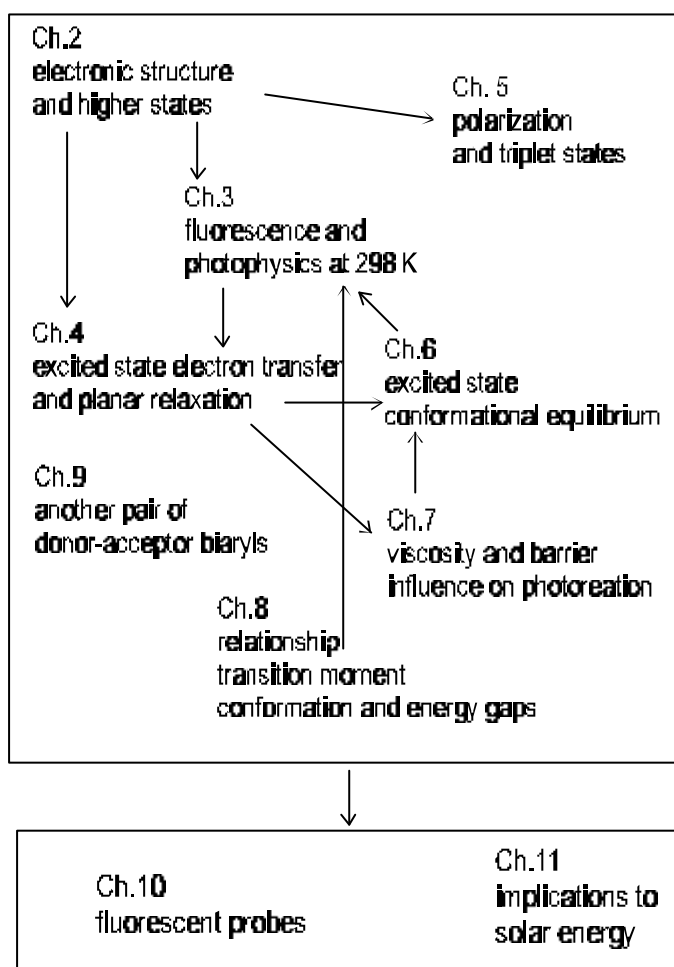 Ch.2
electronic structure
and higher states
Ch. 5
polarization
and triplet states
Ch.3
fluorescence and
photophysics at 298 K
Ch.4
excited state electron transfer
and planar relaxation
Ch.6
excited state
conformational equilibrium
Ch.9
another pair of
donor-acceptor biaryls
Ch.7
viscosity and barrier
influence on photoreation
Ch.8
relationship
transition moment
conformation and energy gaps
Ch.10
fluorescent probes
Ch.11
implications to
solar energy